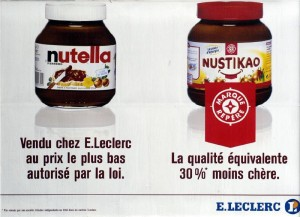 nutella
NUSTIKAO
MARQUE
REPÈRE
Vendu chez E.Leclerc
au prix le plus bas
autorisé par la loi.
La qualité équivalente
30%* moins chère.
E.LECLERC L